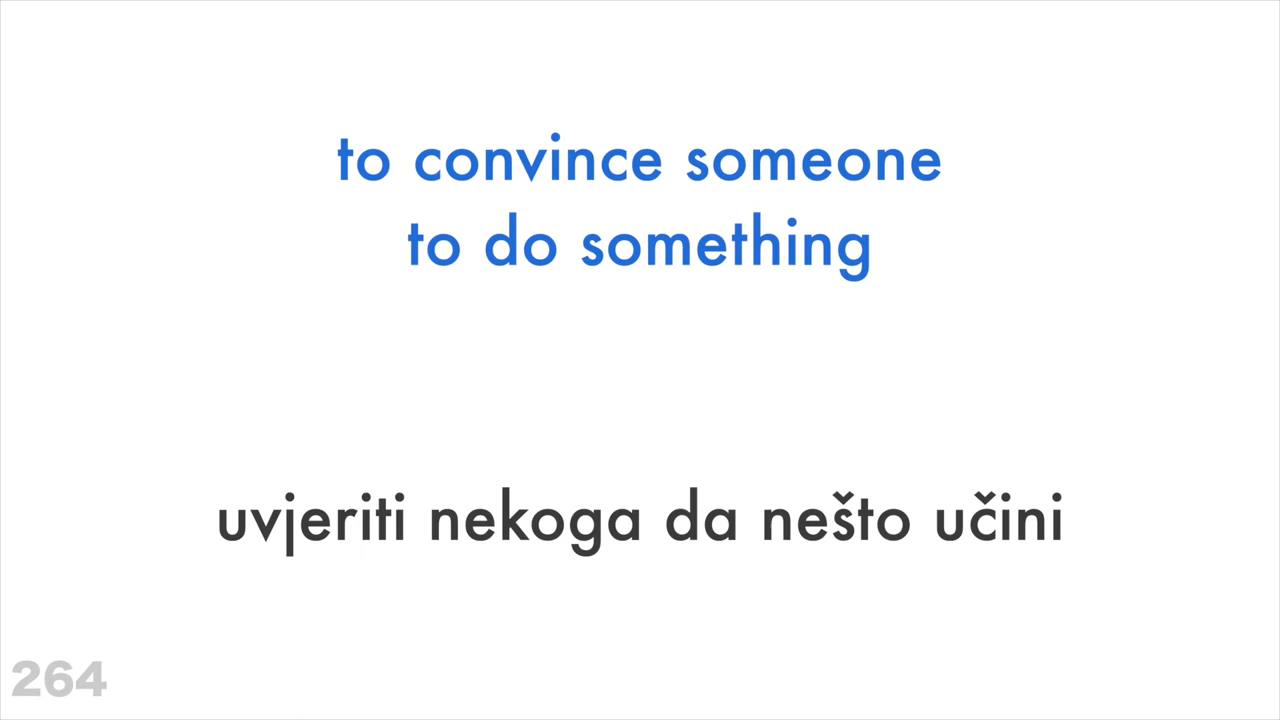 to convince someone
to do something
uvjeriti nekoga da nešto učini
264